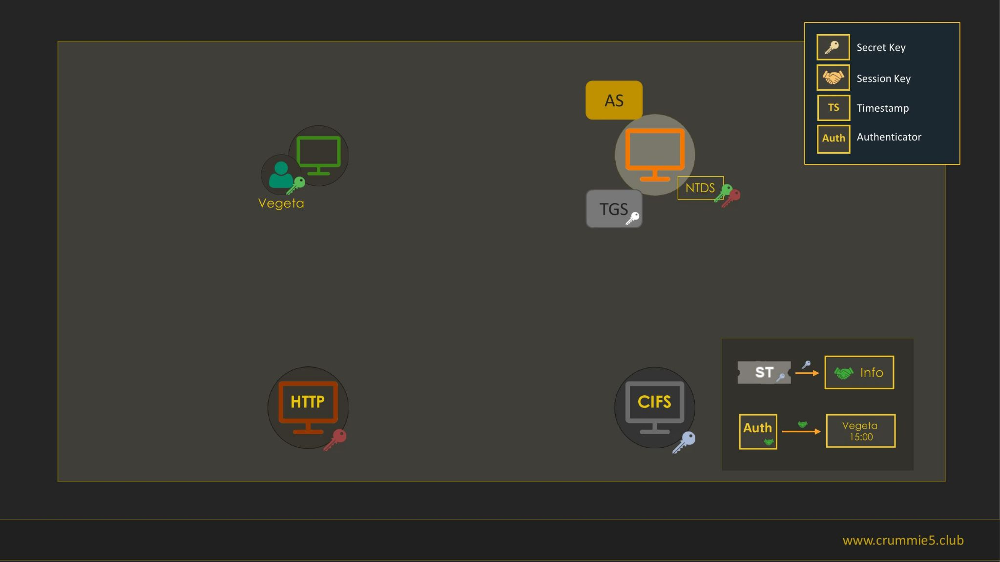 Secret Key
Session Key
TS Timestamp
Auth Authenticator
AS
NTDS
Vegeta
TGS
ST
Info
HTTP
CIFS
Auth
Vegeta
15:00
www.crummie5.club